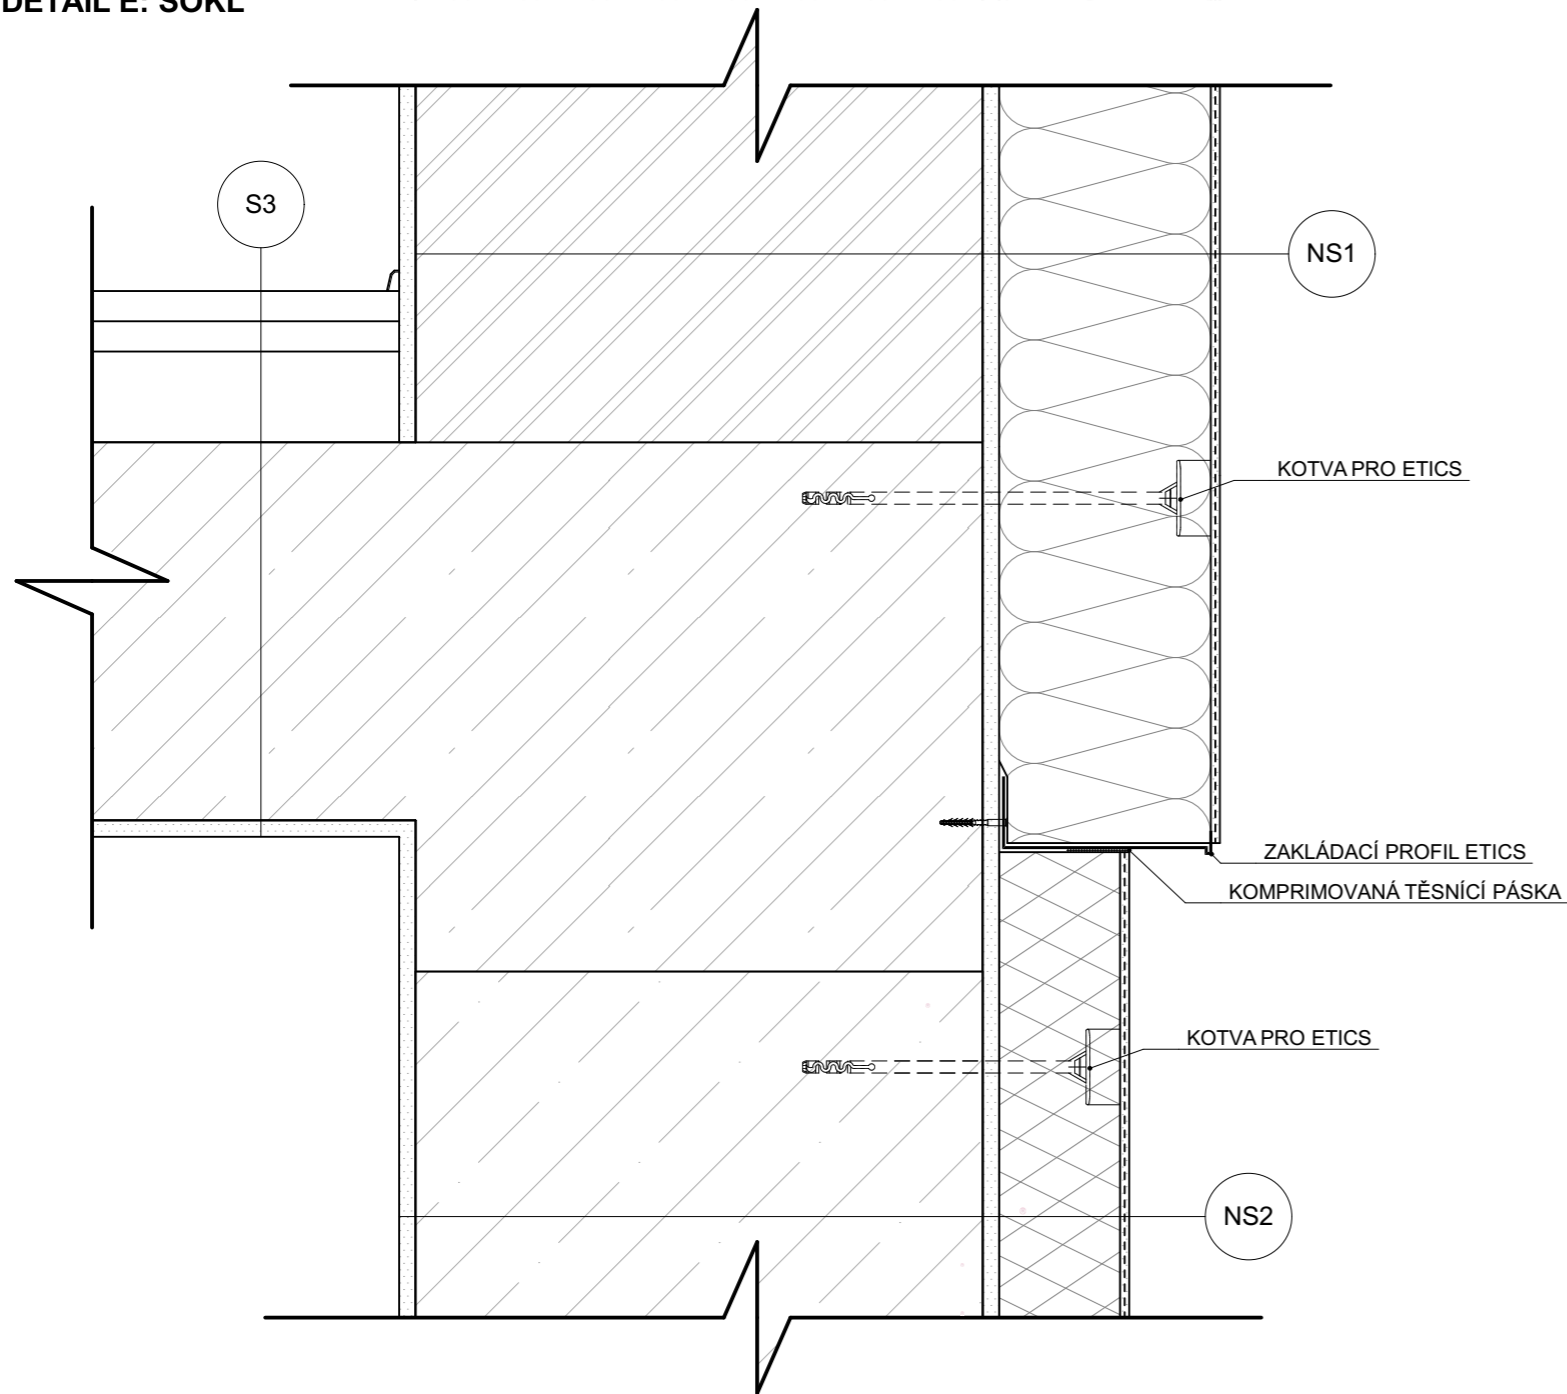 DETAIL E: SOKL
S3
NS1
KOTVA PRO ETICS
ZAKLÁDACÍ PROFIL ETICS
KOMPRIMOVANÁ TĚSNÍCÍ PÁSKA
KOTVA PRO ETICS
NS2